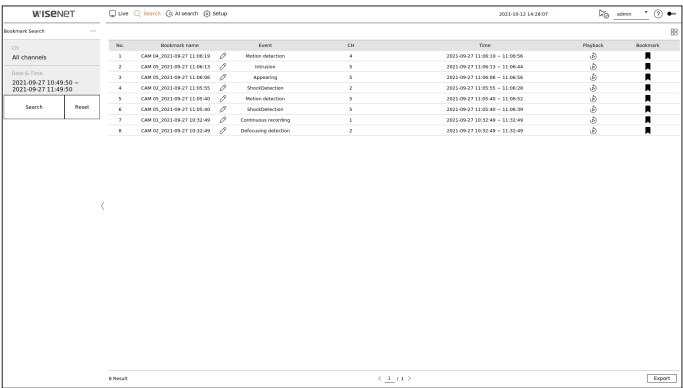 WISENET
Live Search AI search Setup 2021-10-12 14:28:07 admin ?
Bookmark Search ...
CH
All channels
Date & Time
2021-09-27 10:49:50 ~
2021-09-27 11:49:50
Search Reset
No. Bookmark name Event CH Time Playback Bookmark
1 CAM 04_2021-09-27 11:06:19 Motion detection 4 2021-09-27 11:06:19 ~ 11:06:56
2 CAM 05_2021-09-27 11:06:13 Intrusion 5 2021-09-27 11:06:13 ~ 11:06:44
3 CAM 05_2021-09-27 11:06:06 Appearing 5 2021-09-27 11:06:06 ~ 11:06:56
4 CAM 02_2021-09-27 11:05:55 ShockDetection 2 2021-09-27 11:05:55 ~ 11:06:28
5 CAM 05_2021-09-27 11:05:40 Motion detection 5 2021-09-27 11:05:40 ~ 11:06:52
6 CAM 05_2021-09-27 11:05:40 ShockDetection 5 2021-09-27 11:05:40 ~ 11:06:39
7 CAM 01_2021-09-27 10:32:49 Continuous recording 1 2021-09-27 10:32:49 ~ 11:32:49
8 CAM 02_2021-09-27 10:32:49 Defocusing detection 2 2021-09-27 10:32:49 ~ 11:32:49
8 Result < 1 / 1 > Export